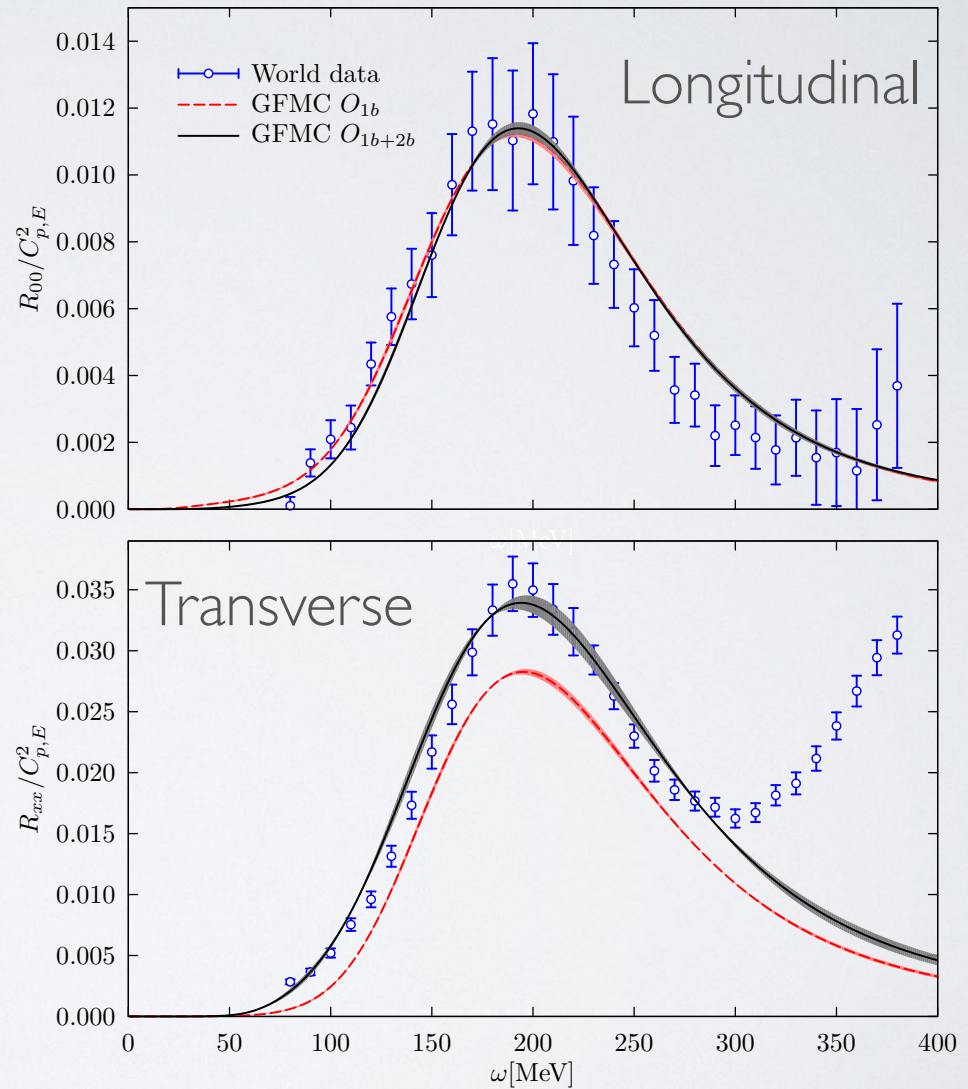 0.014
0.012
0.010
0.008
0.006
0.004
0.002
0.000
R_{00}/C^2_{p,E}
World data
GFMC O_{1b}
GFMC O_{1b+2b}
Longitudinal
ω[MeV]
0.035
0.030
0.025
0.020
0.015
0.010
0.005
0.000
R_{xx}/C^2_{p,E}
Transverse
0 50 100 150 200 250 300 350 400
ω[MeV]